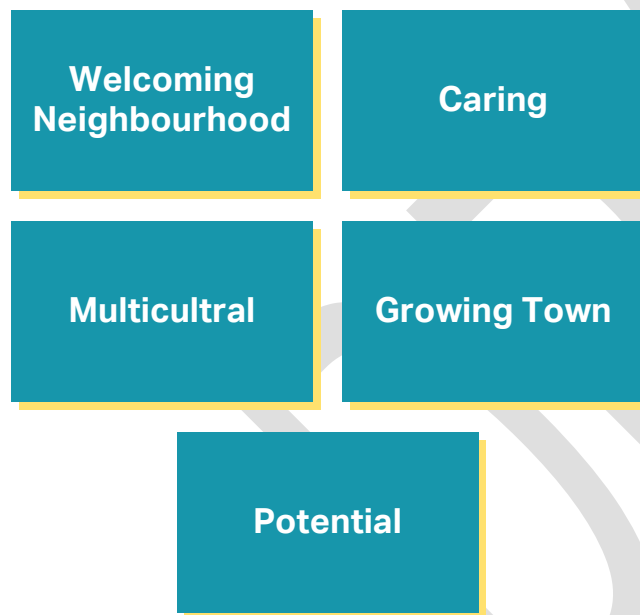 Welcoming
Neighbourhood
Caring
Multicultral
Growing Town
Potential